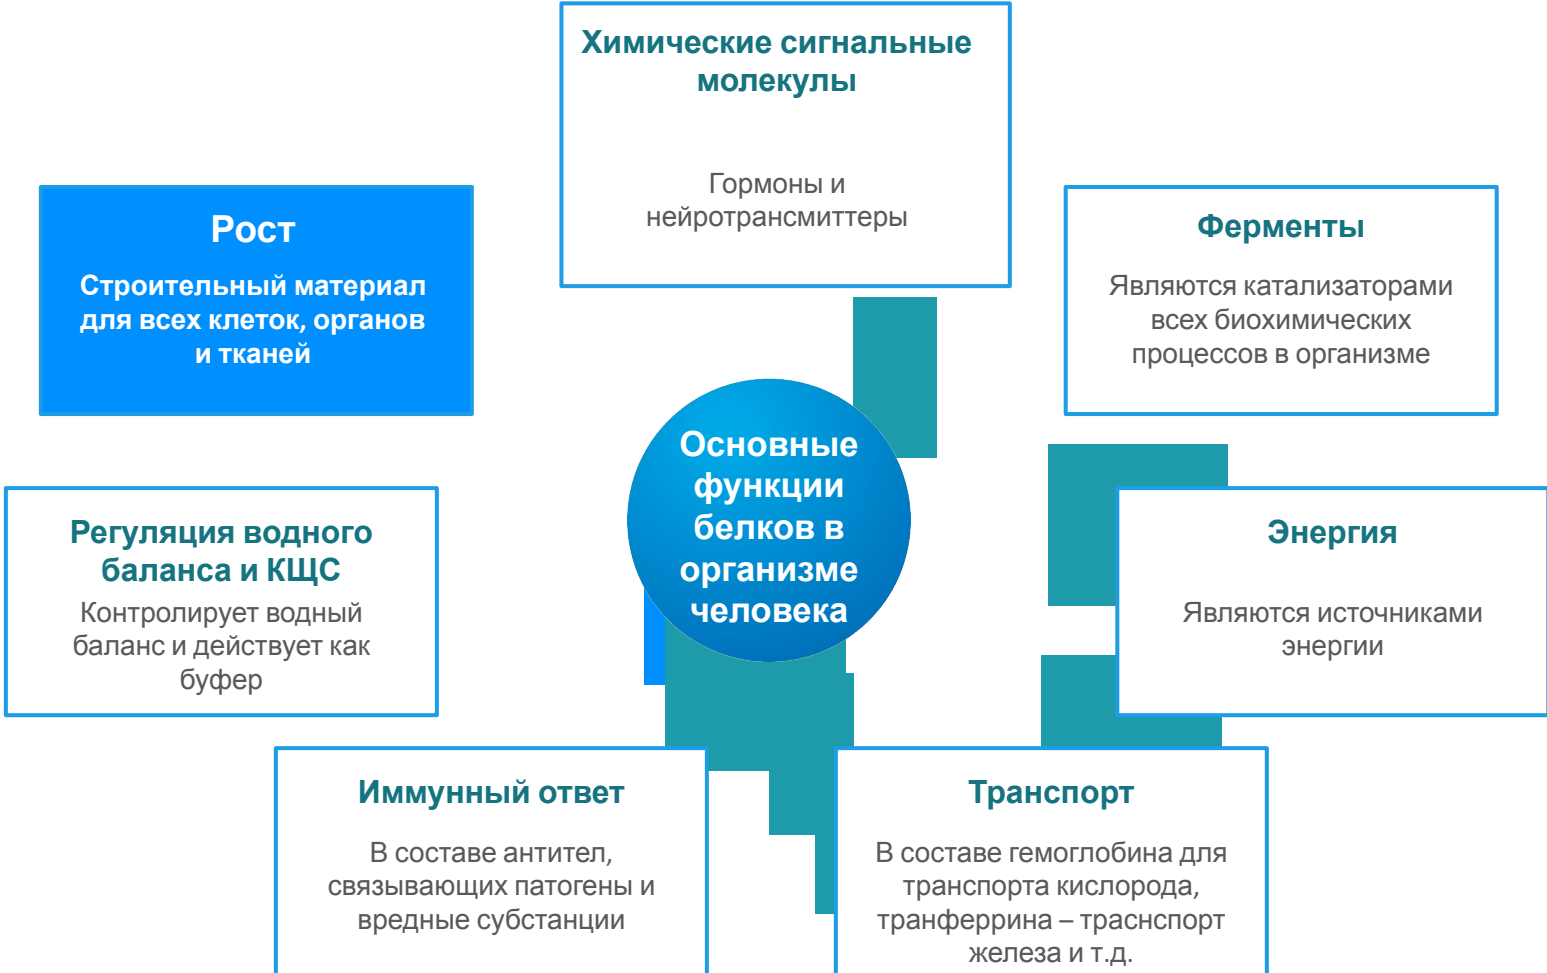 Химические сигнальные
молекулы
Гормоны и
нейротрансмиттеры
Рост
Строительный материал
для всех клеток, органов
и тканей
Ферменты
Являются катализаторами
всех биохимических
процессов в организме
Основные
функции
белков в
организме
человека
Регуляция водного
баланса и КЩС
Контролирует водный
баланс и действует как
буфер
Энергия
Являются источниками
энергии
Иммунный ответ
В составе антител,
связывающих патогены и
вредные субстанции
Транспорт
В составе гемоглобина для
транспорта кислорода,
транферрина – траснспорт
железа и т.д.